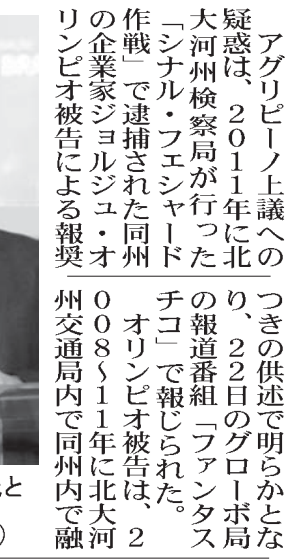 アグリピーノ上議への
疑惑は、2011年に北
大河州検察局が行った
「シナル・フェシャード
作戦」で逮捕された同州
の企業家ジョルジュ・オ
リンピオ被告による報奨
つきの供述で明らかとな
り、22日のグローボ局
の報道番組「ファンタス
チコ」で報じられた。
オリンピオ被告は、2
008～11年に北大河
州交通局内で同州内で融
と
）